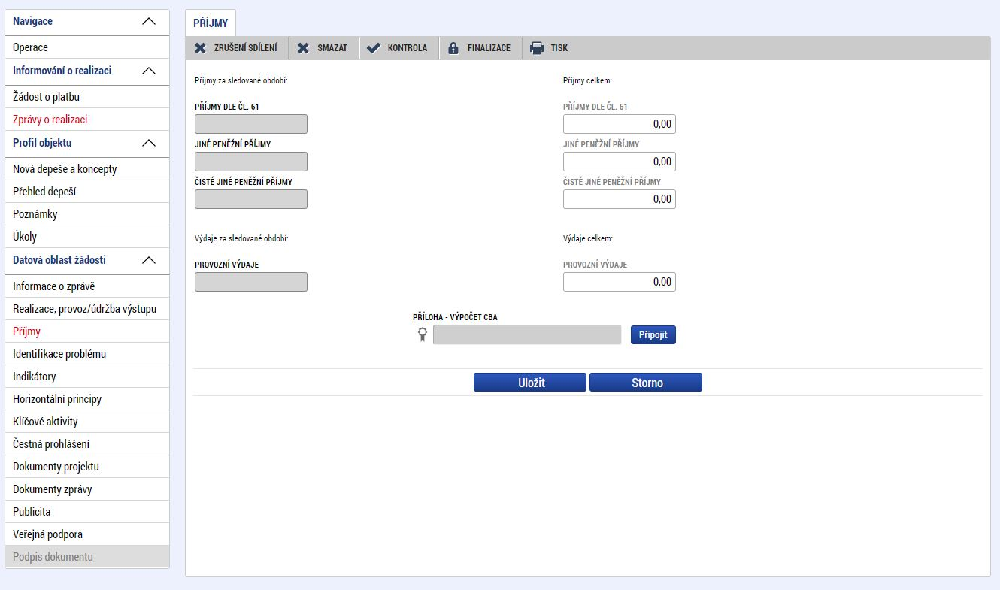 Navigace
Operace
Informování o realizaci
Žádost o platbu
Zprávy o realizaci
Profil objektu
Nová depeše a koncepty
Přehled depeší
Poznámky
Úkoly
Datová oblast žádosti
Informace o zprávě
Realizace, provoz/údržba výstupu
Příjmy
Identifikace problému
Indikátory
Horizontální principy
Klíčové aktivity
Čestná prohlášení
Dokumenty projektu
Dokumenty zprávy
Publicita
Veřejná podpora
Podpis dokumentu
PŘÍJMY
ZRUŠENÍ SDÍLENÍ SMAZAT KONTROLA FINALIZACE TISK
Příjmy za sledované období: Příjmy celkem:
PŘÍJMY DLE ČL. 61 PŘÍJMY DLE ČL. 61
0,00
JINÉ PENĚŽNÍ PŘÍJMY JINÉ PENĚŽNÍ PŘÍJMY
0,00
ČISTÉ JINÉ PENĚŽNÍ PŘÍJMY ČISTÉ JINÉ PENĚŽNÍ PŘÍJMY
0,00
Výdaje za sledované období: Výdaje celkem:
PROVOZNÍ VÝDAJE PROVOZNÍ VÝDAJE
0,00
PŘÍLOHA - VÝPOČET CBA
Připojit
Uložit Storno